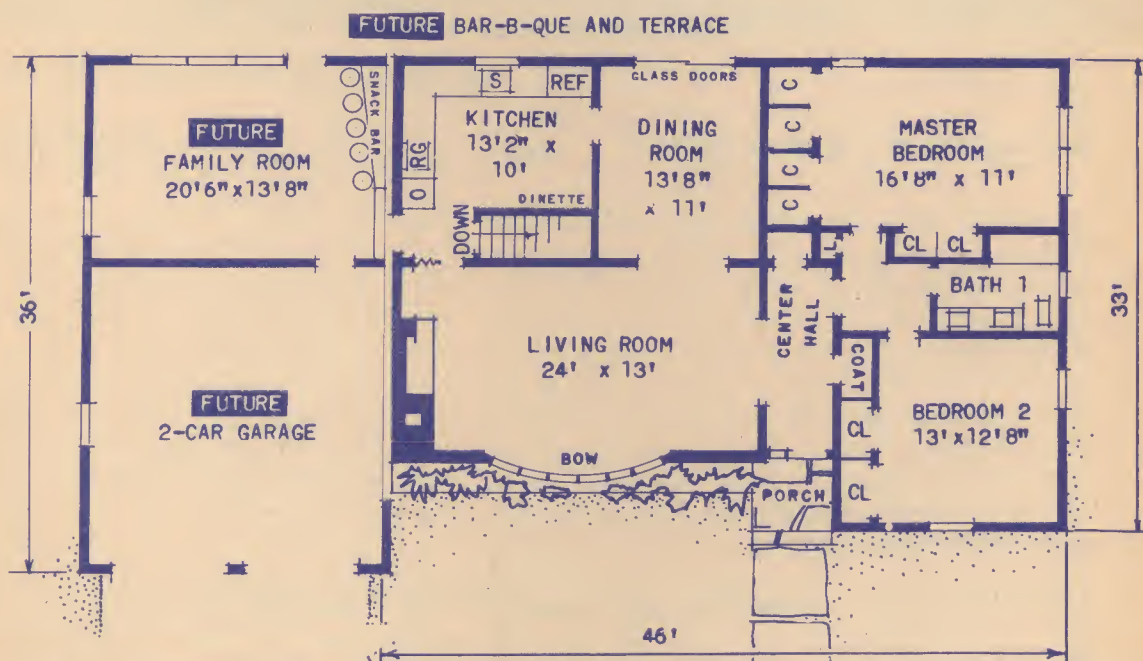 FUTURE BAR-B-QUE AND TERRACE
SNACK BAR
S
REF
GLASS DOORS
C
C
C
C
FUTURE
FAMILY ROOM
20'6" x 13'8"
KITCHEN
13'2" x
10'
RG
O
DINETTE
DOWN
DINING
ROOM
13'8"
x 11'
MASTER
BEDROOM
16'8" x 11'
L
CL
CL
BATH 1
36'
33'
CENTER
HALL
LIVING ROOM
24' x 13'
COAT
FUTURE
2-CAR GARAGE
BEDROOM 2
13' x 12'8"
CL
CL
BOW
PORCH
46'